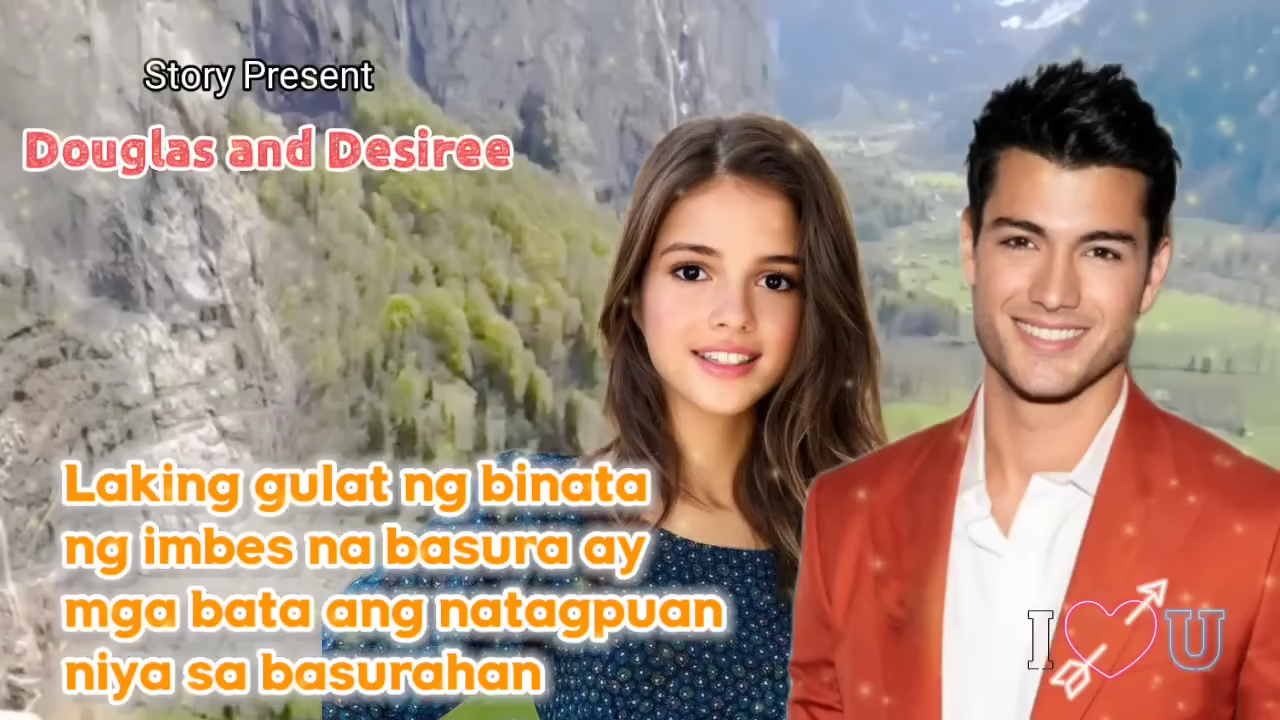 Story Present
Douglas and Desiree
Laking gulat ng binata
ng imbes na basura ay
mga bata ang natagpuan
niya sa basurahan
I U